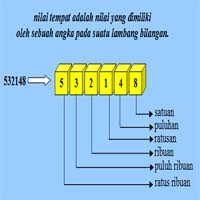 nilai tempat adalah nilai yang dimiliki
oleh sebuah angka pada suatu lambang bilangan.
532148
5 3 2 1 4 8
satuan
puluhan
ratusan
ribuan
puluh ribuan
ratus ribuan